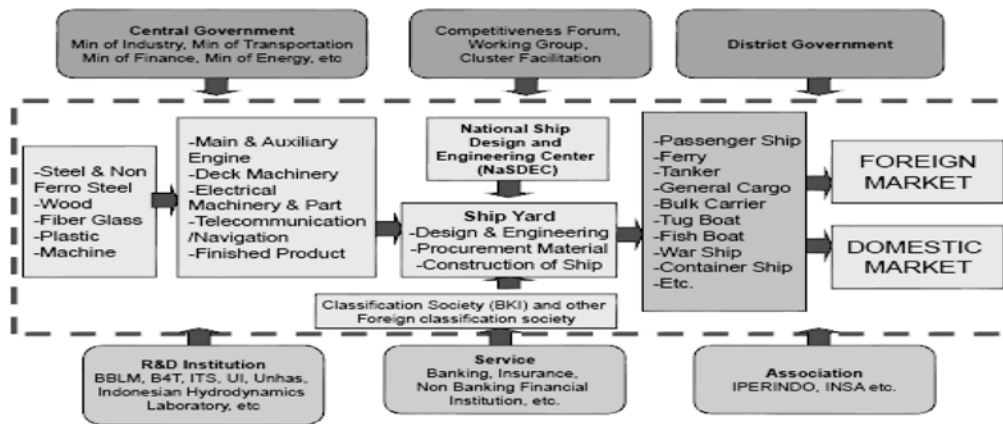 Central Government
Min of Industry, Min of Transportation
Min of Finance, Min of Energy, etc
Competitiveness Forum,
Working Group,
Cluster Facilitation
District Government
-Steel & Non
Ferro Steel
-Wood
-Fiber Glass
-Plastic
-Machine
-Main & Auxiliary
Engine
-Deck Machinery
-Electrical
Machinery & Part
-Telecommunication
/Navigation
-Finished Product
National Ship
Design and
Engineering Center
(NaSDEC)
Ship Yard
-Design & Engineering
-Procurement Material
-Construction of Ship
Classification Society (BKI) and other
Foreign classification society
-Passenger Ship
-Ferry
-Tanker
-General Cargo
-Bulk Carrier
-Tug Boat
-Fish Boat
-War Ship
-Container Ship
-Etc.
FOREIGN
MARKET
DOMESTIC
MARKET
R&D Institution
BBLM, B4T, ITS, UI, Unhas,
Indonesian Hydrodynamics
Laboratory, etc
Service
Banking, Insurance,
Non Banking Financial
Institution, etc.
Association
IPERINDO, INSA etc.